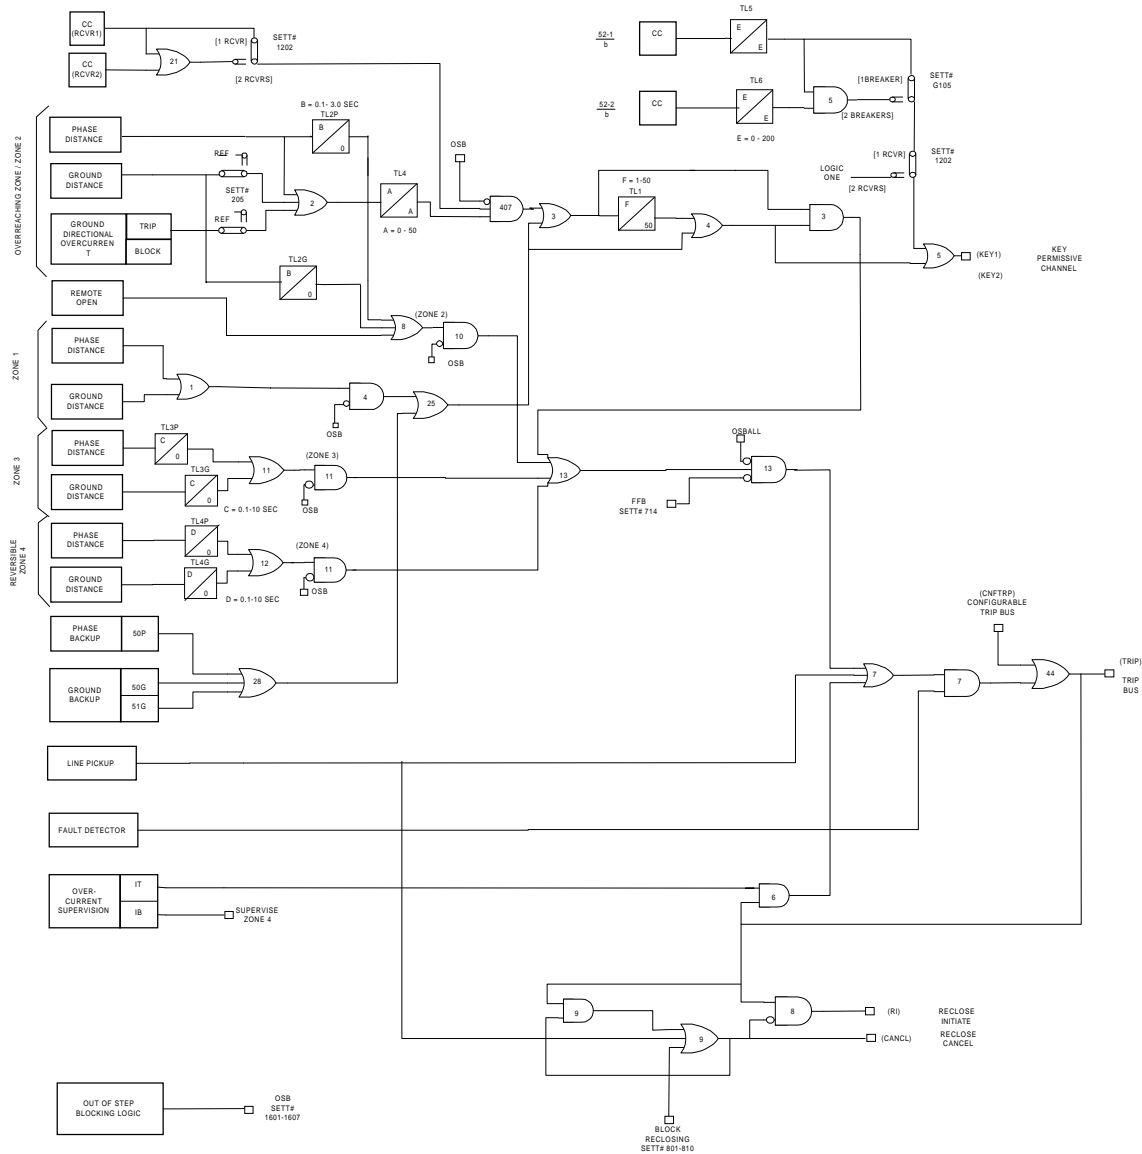 CC
(RCVR1)
CC
(RCVR2)
21
[1 RCVR]
SETT#
1202
[2 RCVRS]
52-1
b
CC
TL5
E
E
52-2
b
CC
TL6
E
E
E = 0 - 200
5
[1BREAKER]
SETT#
G105
[2 BREAKERS]
[1 RCVR]
SETT#
1202
LOGIC
ONE
[2 RCVRS]
OVERREACHING ZONE / ZONE 2
PHASE
DISTANCE
GROUND
DISTANCE
GROUND
DIRECTIONAL
OVERCURREN
T
TRIP
BLOCK
B = 0.1- 3.0 SEC
TL2P
B
0
REF
SETT#
205
REF
2
TL4
A
A
A = 0 - 50
OSB
407
3
F = 1-50
TL1
F
50
4
3
5
(KEY1)
(KEY2)
KEY
PERMISSIVE
CHANNEL
TL2G
B
0
REMOTE
OPEN
8
(ZONE 2)
10
OSB
ZONE 1
PHASE
DISTANCE
GROUND
DISTANCE
1
4
OSB
25
ZONE 3
PHASE
DISTANCE
GROUND
DISTANCE
TL3P
C
0
TL3G
C
0
C = 0.1-10 SEC
11
(ZONE 3)
11
OSB
13
OSBALL
13
FFB
SETT# 714
REVERSIBLE
ZONE 4
PHASE
DISTANCE
GROUND
DISTANCE
TL4P
D
0
TL4G
D
0
D = 0.1-10 SEC
12
(ZONE 4)
11
OSB
PHASE
BACKUP
50P
GROUND
BACKUP
50G
51G
28
(CNFTRP)
CONFIGURABLE
TRIP BUS
7
7
44
(TRIP)
TRIP
BUS
LINE PICKUP
FAULT DETECTOR
OVER-
CURRENT
SUPERVISION
IT
IB
SUPERVISE
ZONE 4
6
9
9
8
(RI)
RECLOSE
INITIATE
(CANCL)
RECLOSE
CANCEL
BLOCK
RECLOSING
SETT# 801-810
OUT OF STEP
BLOCKING LOGIC
OSB
SETT#
1601-1607